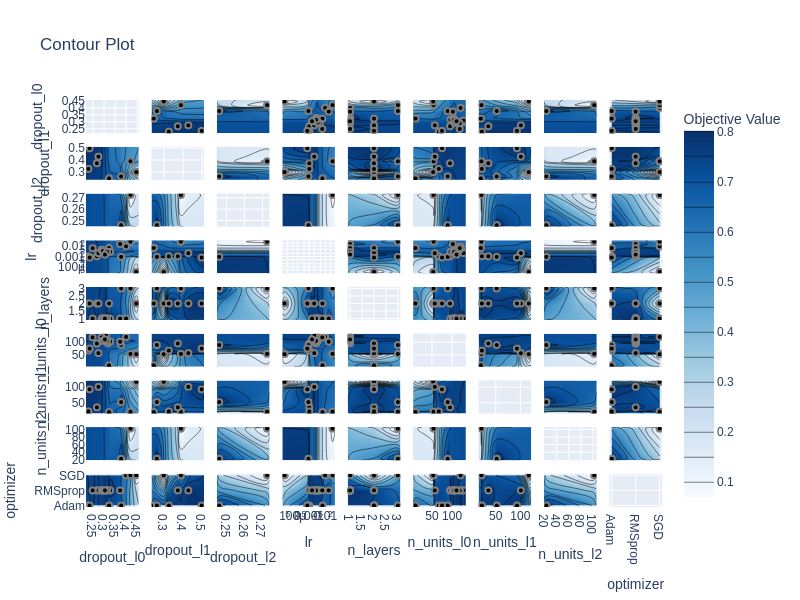 Contour Plot
Objective Value
0.8
0.7
0.6
0.5
0.4
0.3
0.2
0.1
dropout_l0
0.45
0.4
0.35
0.3
0.25
dropout_l1
0.5
0.4
0.3
dropout_l2
0.27
0.26
0.25
lr
0.01
0.001
n_layers
3
2.5
2
1.5
1
n_units_l0
100
50
n_units_l1
100
50
n_units_l2
100
80
60
40
20
optimizer
SGD
RMSprop
Adam
0.25 0.3 0.35 0.4 0.45
0.3 0.4 0.5
0.25 0.26 0.27
1 1.5 2 2.5 3
50 100
50 100
20 40 60 80 100
Adam RMSprop SGD
dropout_l0 dropout_l1 dropout_l2 lr n_layers n_units_l0 n_units_l1 n_units_l2 optimizer